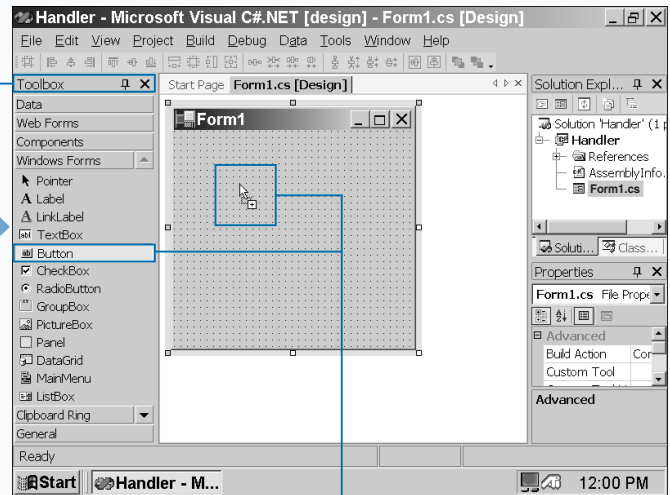 Handler - Microsoft Visual C#.NET [design] - Form1.cs [Design]
File Edit View Project Build Debug Data Tools Window Help
Toolbox
Start Page Form1.cs [Design]
Solution Expl...
Data
Web Forms
Components
Windows Forms
Pointer
A Label
A LinkLabel
TextBox
Button
CheckBox
RadioButton
GroupBox
PictureBox
Panel
DataGrid
MainMenu
ListBox
Clipboard Ring
General
Form1
Solution 'Handler' (1 p
Handler
References
AssemblyInfo.
Form1.cs
Soluti... Class...
Properties
Form1.cs File Prope
Advanced
Build Action Cor
Custom Tool
Advanced
Ready
Start Handler - M... 12:00 PM